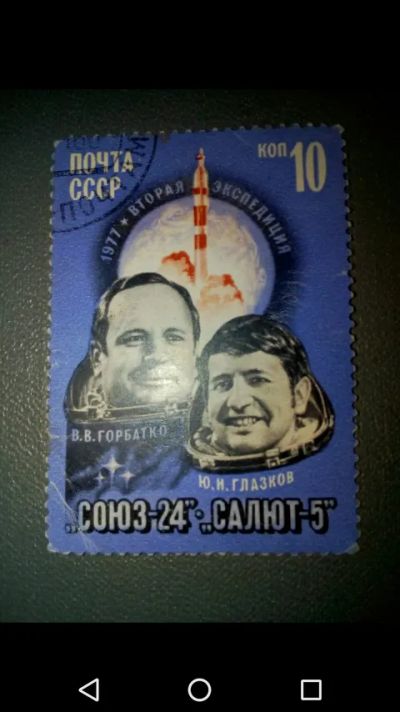 ПОЧТА
СССР
КОП 10
1977 ★ ВТОРАЯ ЭКСПЕДИЦИЯ
В.В.ГОРБАТКО
Ю.Н.ГЛАЗКОВ
„СОЮЗ-24"·„САЛЮТ-5"